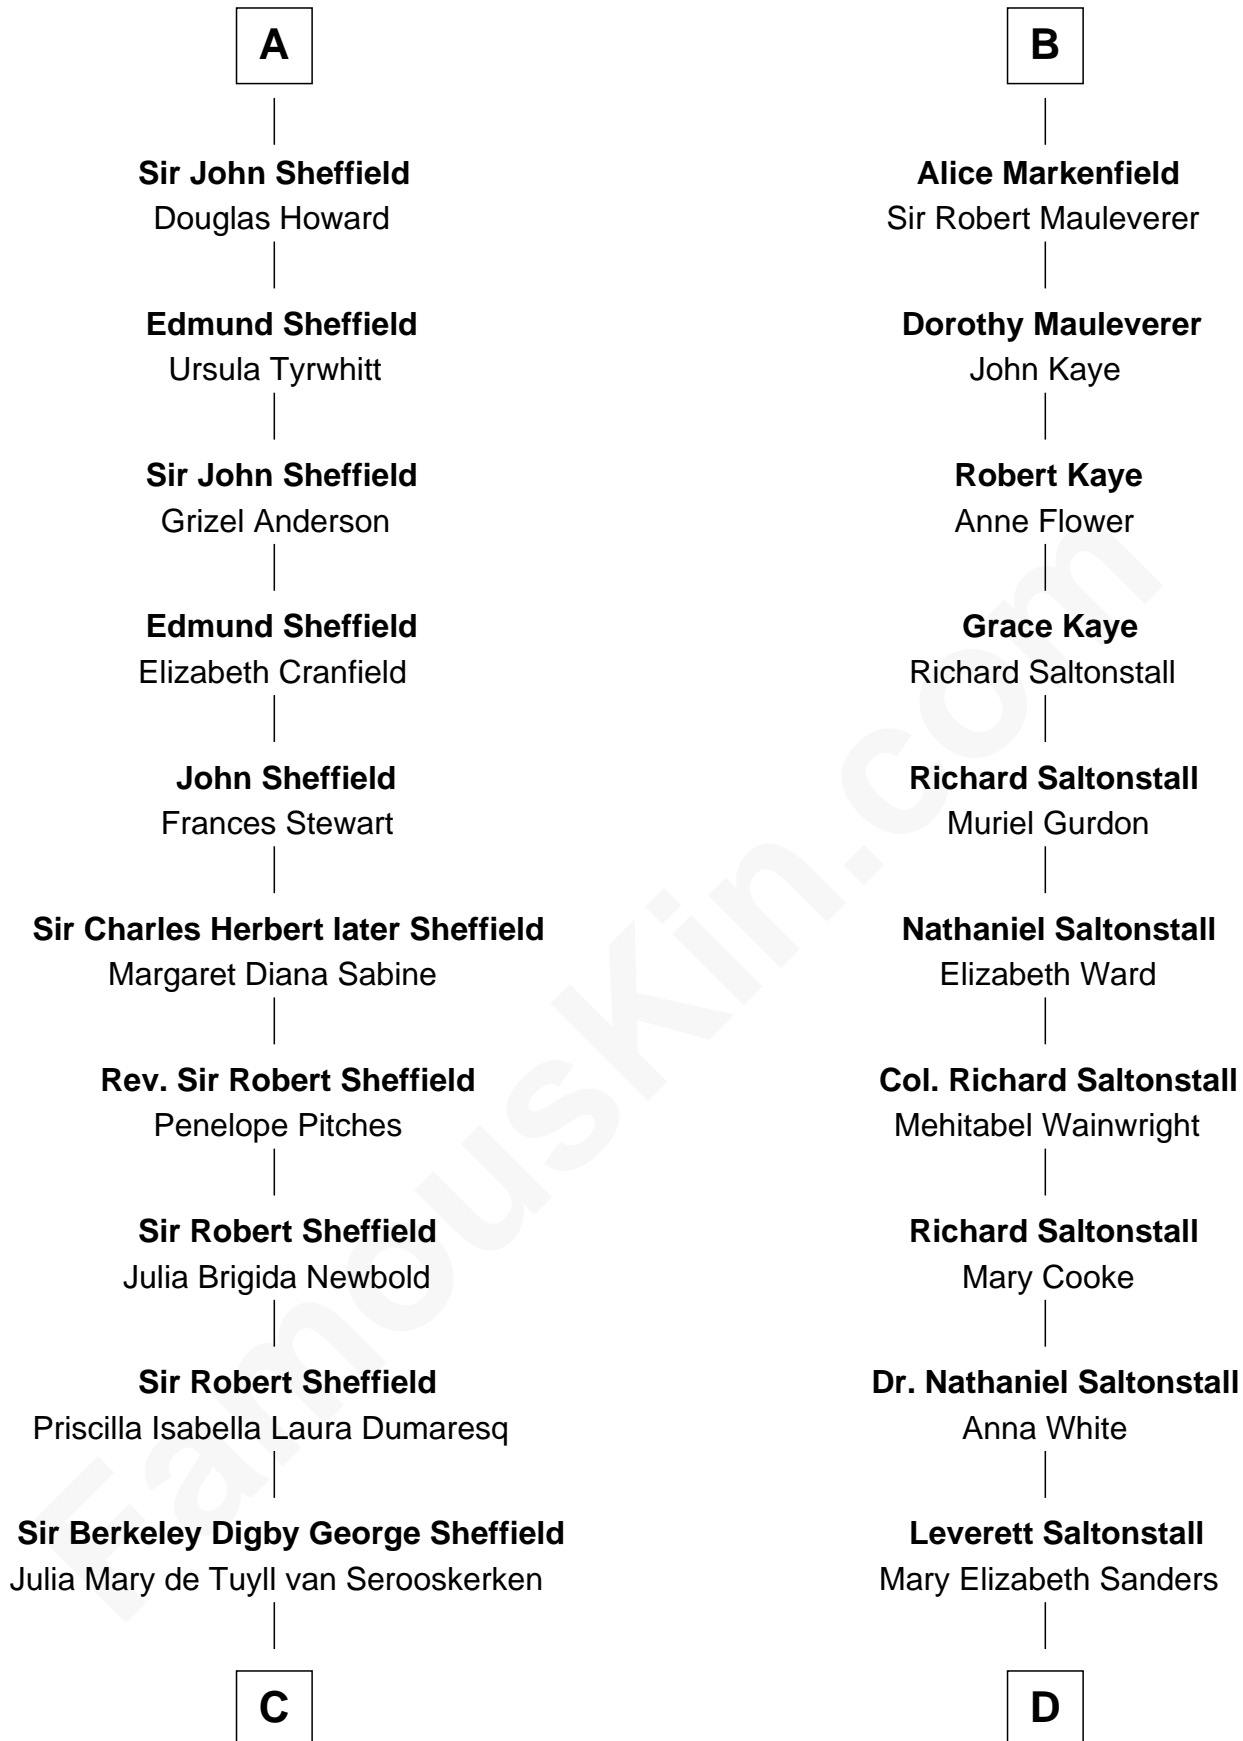 A
Sir John Sheffield
Douglas Howard
Edmund Sheffield
Ursula Tyrwhitt
Sir John Sheffield
Grizel Anderson
Edmund Sheffield
Elizabeth Cranfield
John Sheffield
Frances Stewart
Sir Charles Herbert later Sheffield
Margaret Diana Sabine
Rev. Sir Robert Sheffield
Penelope Pitches
Sir Robert Sheffield
Julia Brigida Newbold
Sir Robert Sheffield
Priscilla Isabella Laura Dumaresq
Sir Berkeley Digby George Sheffield
Julia Mary de Tuyll van Serooskerken
C
B
Alice Markenfield
Sir Robert Mauleverer
Dorothy Mauleverer
John Kaye
Robert Kaye
Anne Flower
Grace Kaye
Richard Saltonstall
Richard Saltonstall
Muriel Gurdon
Nathaniel Saltonstall
Elizabeth Ward
Col. Richard Saltonstall
Mehitabel Wainwright
Richard Saltonstall
Mary Cooke
Dr. Nathaniel Saltonstall
Anna White
Leverett Saltonstall
Mary Elizabeth Sanders
D
FamousKin.com